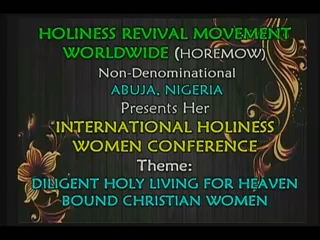 HOLINESS REVIVAL MOVEMENT
WORLDWIDE (HOREMOW)
Non-Denominational
ABUJA, NIGERIA
Presents Her
INTERNATIONAL HOLINESS
WOMEN CONFERENCE
Theme:
DILIGENT HOLY LIVING FOR HEAVEN
BOUND CHRISTIAN WOMEN